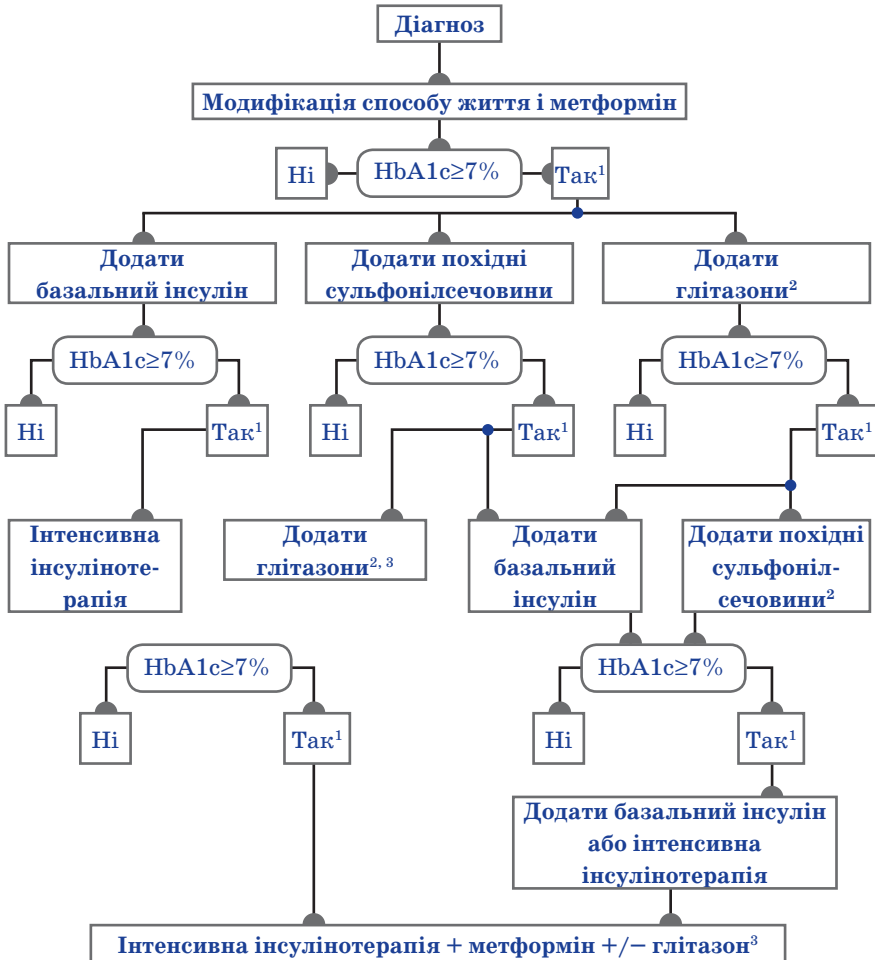 Діагноз
Модифікація способу життя і метформін
Ні
HbA1c≥7%
Так¹
Додати
базальний інсулін
Додати похідні
сульфонілсечовини
Додати
глітазони²
HbA1c≥7%
HbA1c≥7%
HbA1c≥7%
Ні
Так¹
Ні
Так¹
Ні
Так¹
Інтенсивна
інсуліноте-
рапія
Додати
глітазони²,³
Додати
базальний
інсулін
Додати похідні
сульфоніл-
сечовини²
HbA1c≥7%
HbA1c≥7%
Ні
Так¹
Ні
Так¹
Додати базальний інсулін
або інтенсивна
інсулінотерапія
Інтенсивна інсулінотерапія + метформін +/− глітазон³